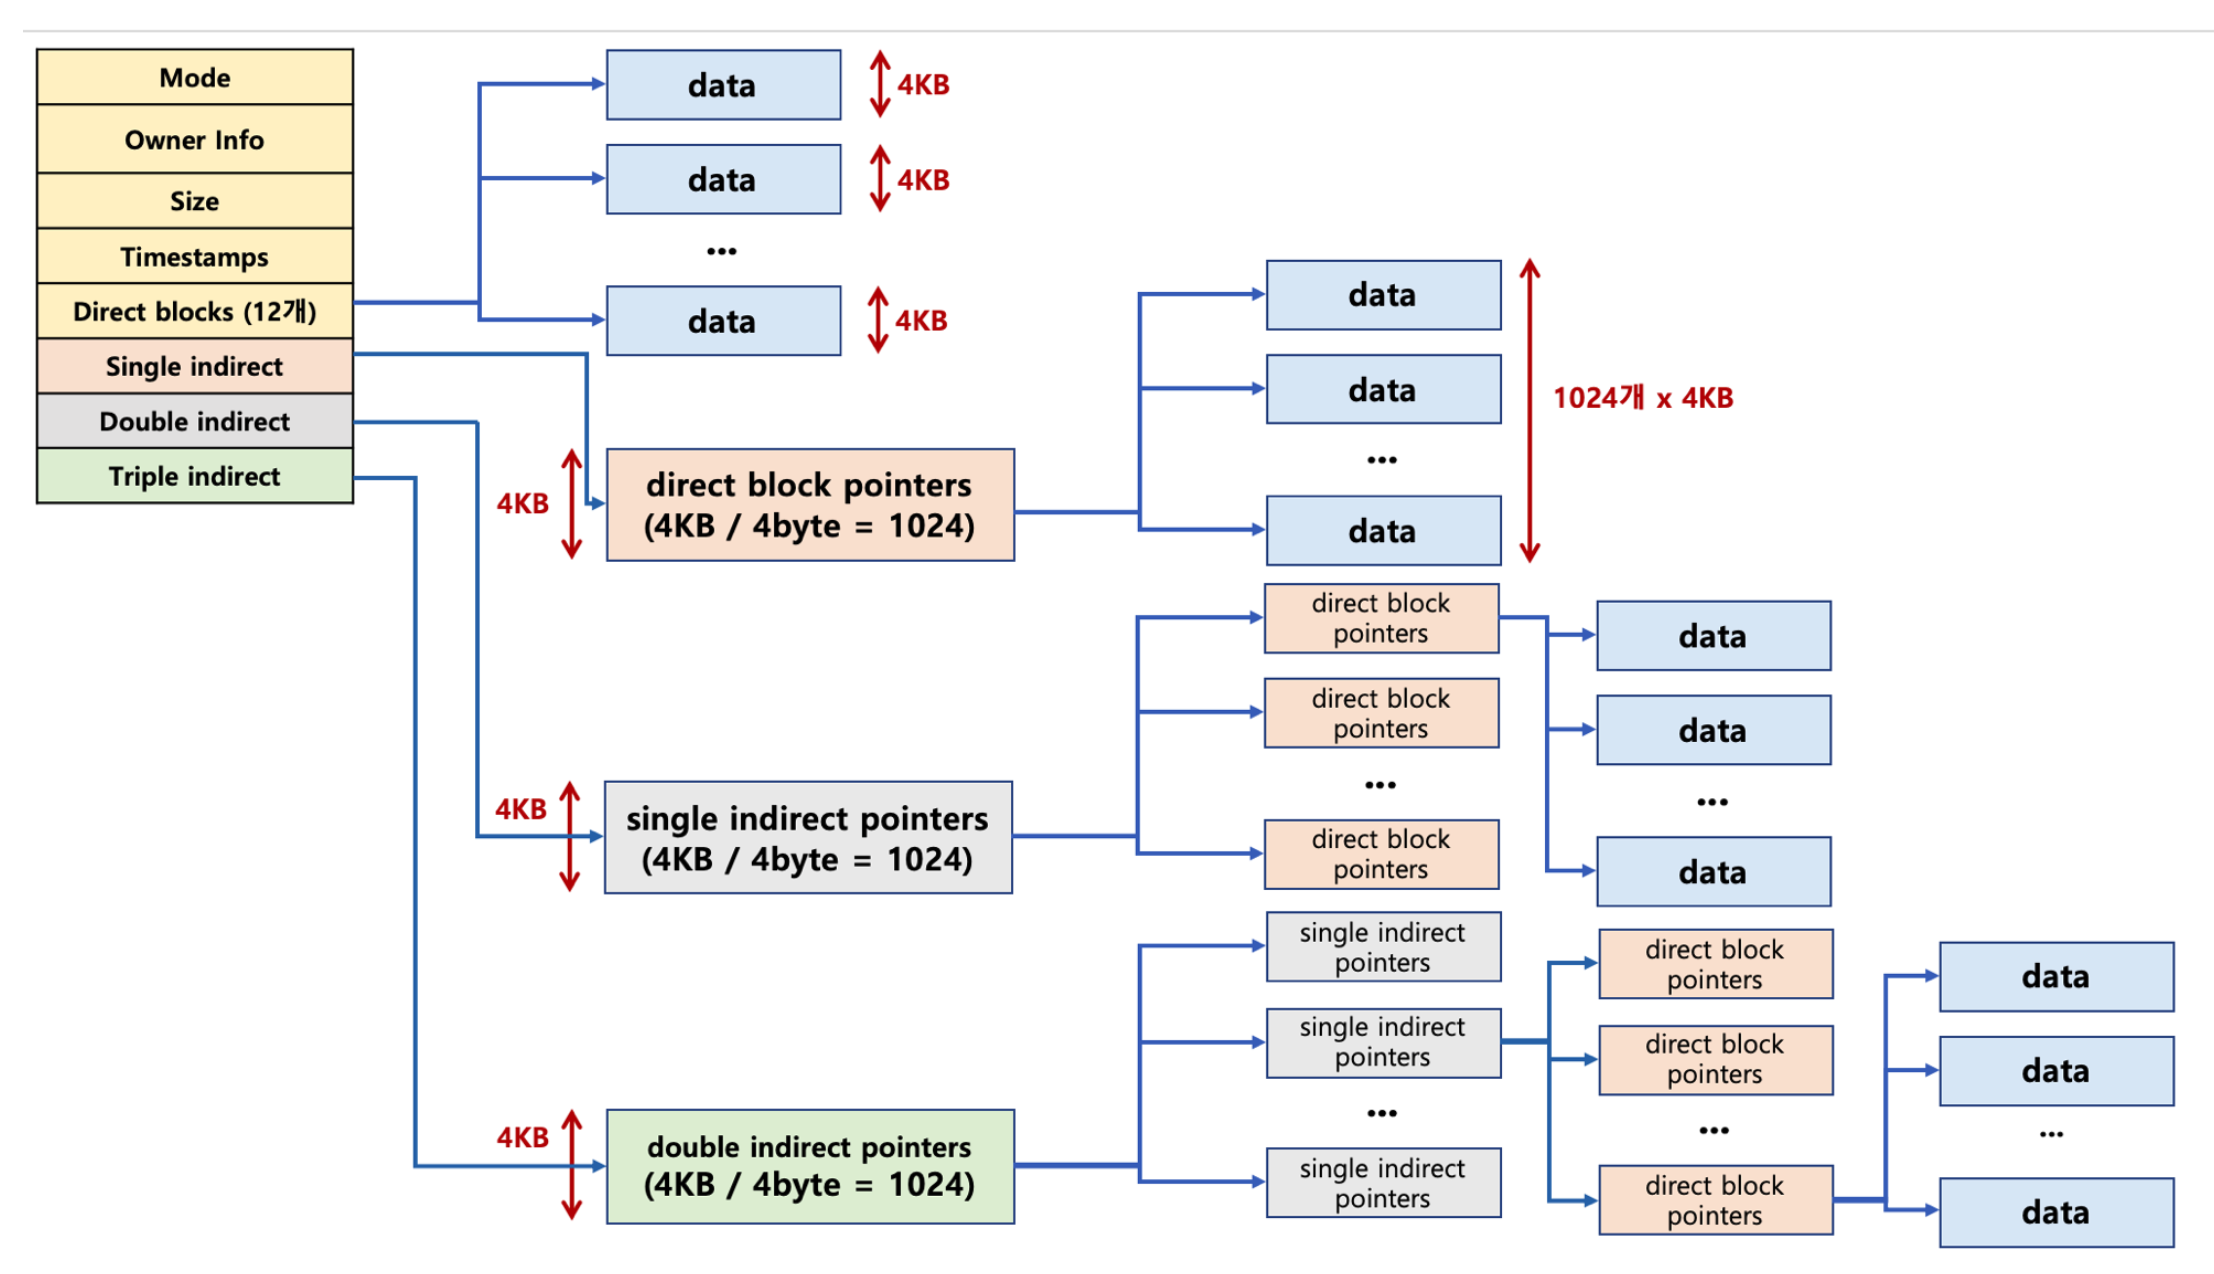 Mode
Owner Info
Size
Timestamps
Direct blocks (12개)
Single indirect
Double indirect
Triple indirect
data
4KB
data
4KB
...
data
4KB
4KB
direct block pointers
(4KB / 4byte = 1024)
data
data
...
data
1024개 x 4KB
4KB
single indirect pointers
(4KB / 4byte = 1024)
direct block
pointers
direct block
pointers
...
direct block
pointers
data
data
...
data
4KB
double indirect pointers
(4KB / 4byte = 1024)
single indirect
pointers
single indirect
pointers
...
single indirect
pointers
direct block
pointers
direct block
pointers
...
direct block
pointers
data
data
...
data